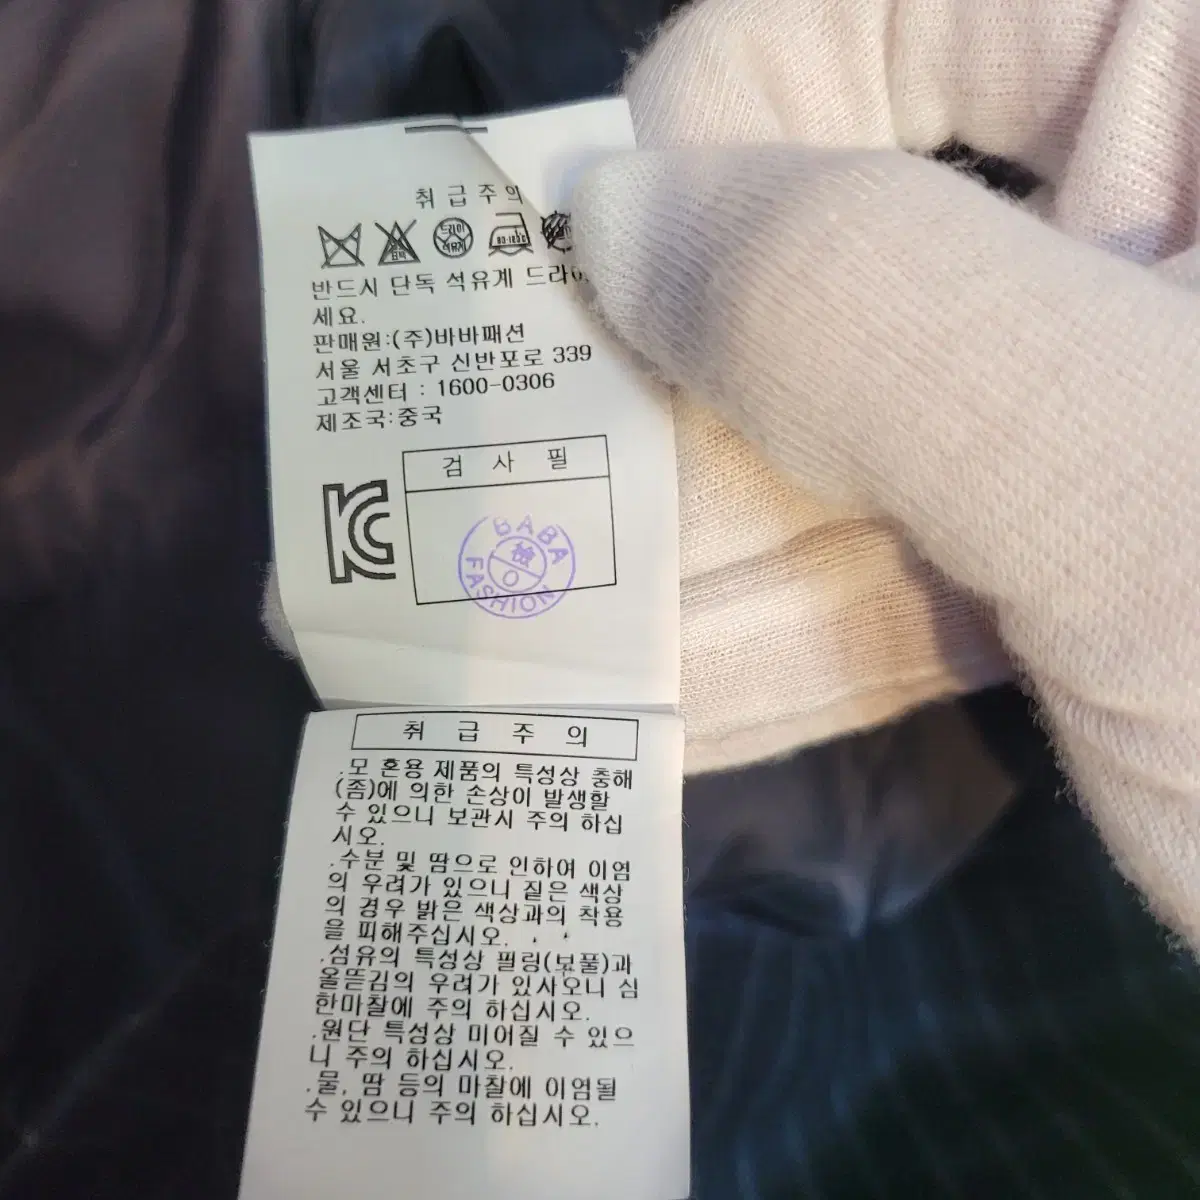 취급주의
드라이
석유계
80-120℃
반드시 단독 석유계 드라이
세요.
판매원:(주)바바패션
서울 서초구 신반포로 339
고객센터 : 1600-0306
제조국:중국
검 사 필
BABA
檢
O
FASHION
취 급 주 의
.모 혼용 제품의 특성상 충해
(좀)에 의한 손상이 발생할
수 있으니 보관시 주의 하십
시오.
.수분 및 땀으로 인하여 이염
의 우려가 있으니 짙은 색상
의 경우 밝은 색상과의 착용
을 피해주십시오.
.섬유의 특성상 필링(보풀)과
올뜯김의 우려가 있사오니 심
한마찰에 주의 하십시오.
.원단 특성상 미어질 수 있으
니 주의 하십시오.
.물, 땀 등의 마찰에 이염될
수 있으니 주의 하십시오.